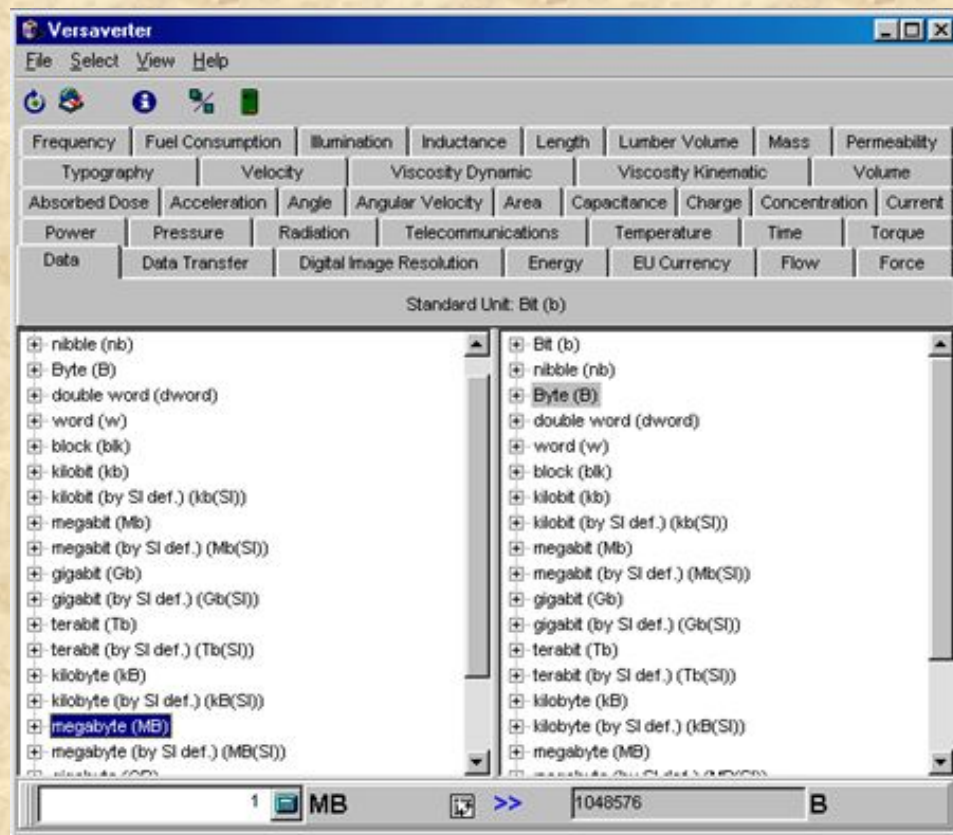 Versaverter
File Select View Help
Frequency Fuel Consumption Illumination Inductance Length Lumber Volume Mass Permeability
Typography Velocity Viscosity Dynamic Viscosity Kinematic Volume
Absorbed Dose Acceleration Angle Angular Velocity Area Capacitance Charge Concentration Current
Power Pressure Radiation Telecommunications Temperature Time Torque
Data Data Transfer Digital Image Resolution Energy EU Currency Flow Force
Standard Unit: Bit (b)
nibble (nb)
Byte (B)
double word (dword)
word (w)
block (blk)
kilobit (kb)
kilobit (by SI def.) (kb(SI))
megabit (Mb)
megabit (by SI def.) (Mb(SI))
gigabit (Gb)
gigabit (by SI def.) (Gb(SI))
terabit (Tb)
terabit (by SI def.) (Tb(SI))
kilobyte (kB)
kilobyte (by SI def.) (kB(SI))
megabyte (MB)
megabyte (by SI def.) (MB(SI))
Bit (b)
nibble (nb)
Byte (B)
double word (dword)
word (w)
block (blk)
kilobit (kb)
kilobit (by SI def.) (kb(SI))
megabit (Mb)
megabit (by SI def.) (Mb(SI))
gigabit (Gb)
gigabit (by SI def.) (Gb(SI))
terabit (Tb)
terabit (by SI def.) (Tb(SI))
kilobyte (kB)
kilobyte (by SI def.) (kB(SI))
megabyte (MB)
1 MB >> 1048576 B